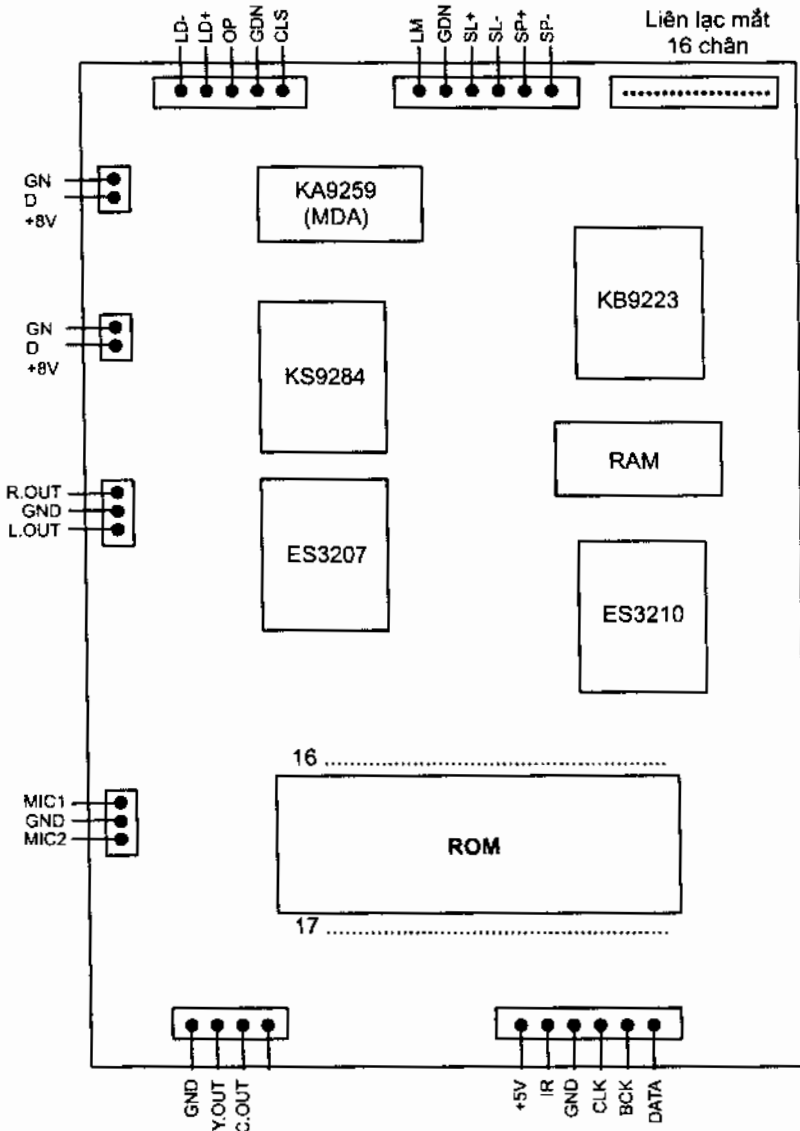 LD-
LD+
OP
GDN
CLS
LM
GDN
SL+
SL-
SP+
SP-
Liên lạc mắt
16 chân
GN
D
+8V
KA9259
(MDA)
KB9223
GN
D
+8V
KS9284
RAM
R.OUT
GND
L.OUT
ES3207
ES3210
16
MIC1
GND
MIC2
ROM
17
GND
Y.OUT
C.OUT
+5V
IR
GND
CLK
BCK
DATA